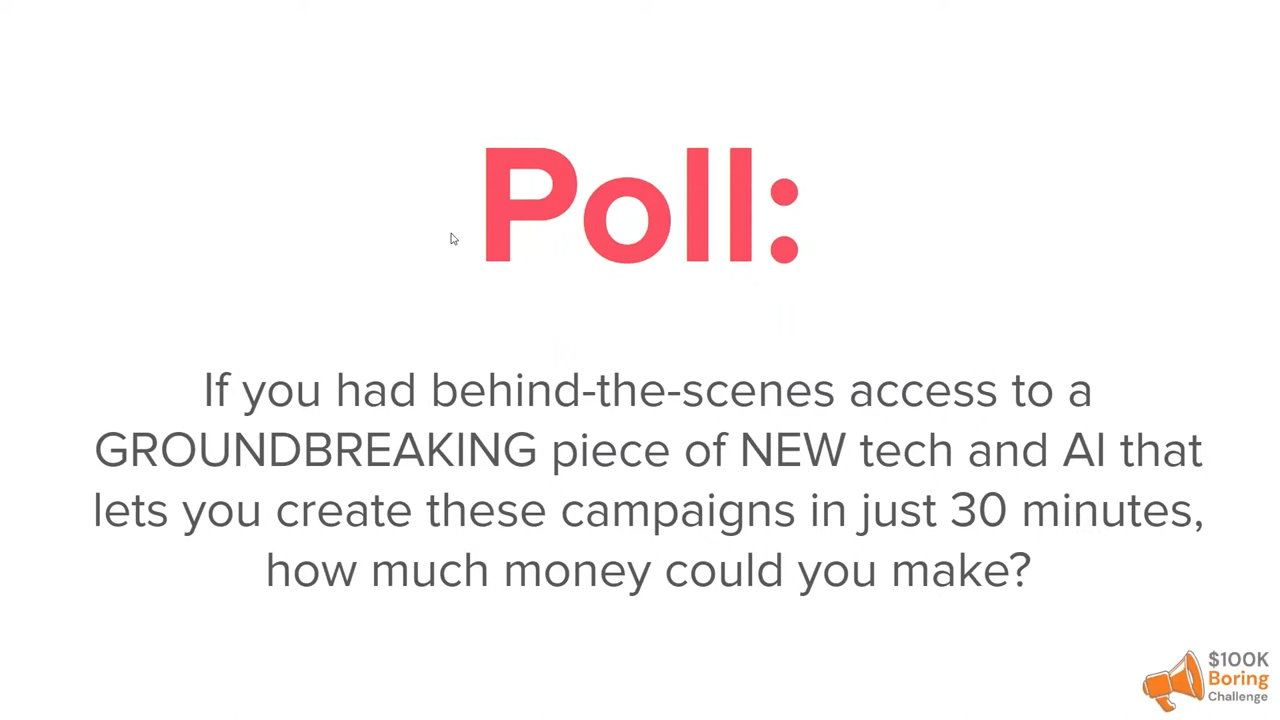 Poll:
If you had behind-the-scenes access to a
GROUNDBREAKING piece of NEW tech and AI that
lets you create these campaigns in just 30 minutes,
how much money could you make?
$100K
Boring
Challenge